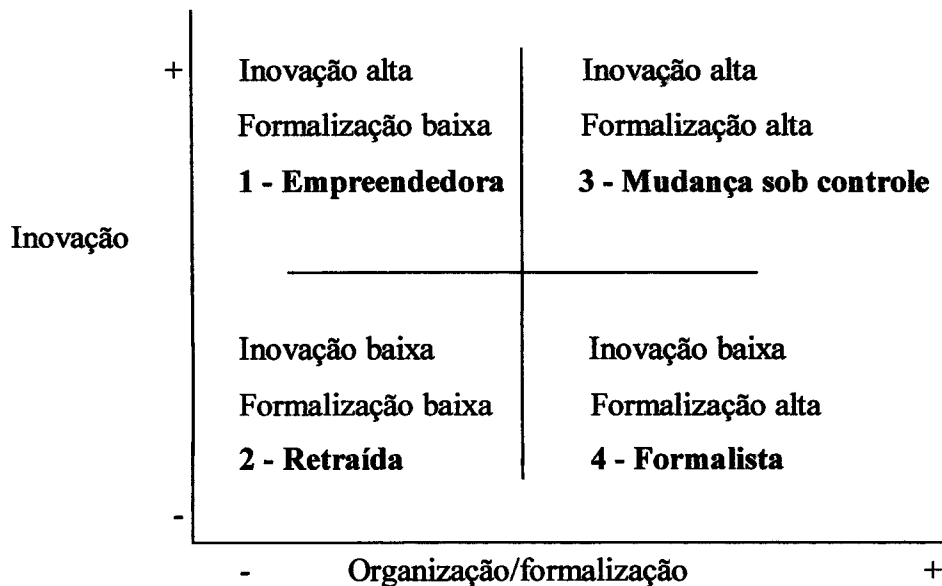 + Inovação alta Inovação alta
Formalização baixa Formalização alta
1 - Empreendedora 3 - Mudança sob controle
Inovação
Inovação baixa Inovação baixa
Formalização baixa Formalização alta
2 - Retraída 4 - Formalista
-
- Organização/formalização +